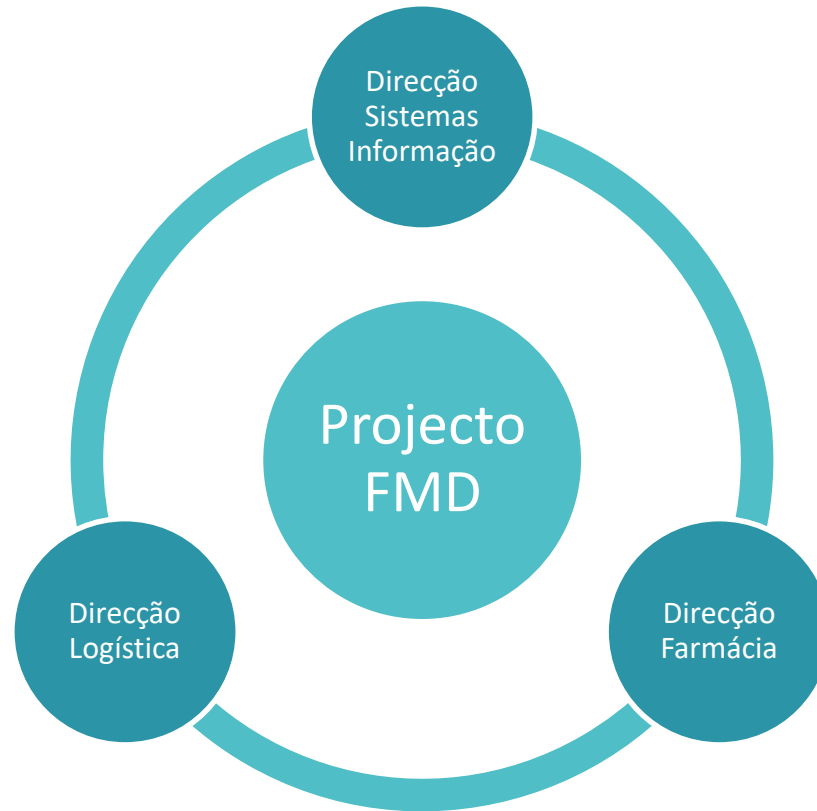 Direcção
Sistemas
Informação
Projecto
FMD
Direcção
Logística
Direcção
Farmácia